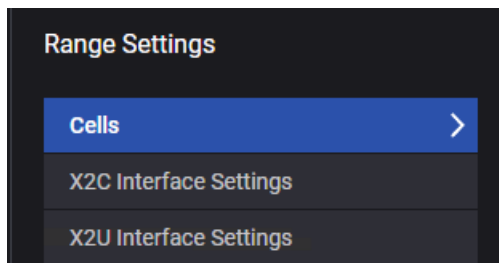 Range Settings
Cells
X2C Interface Settings
X2U Interface Settings